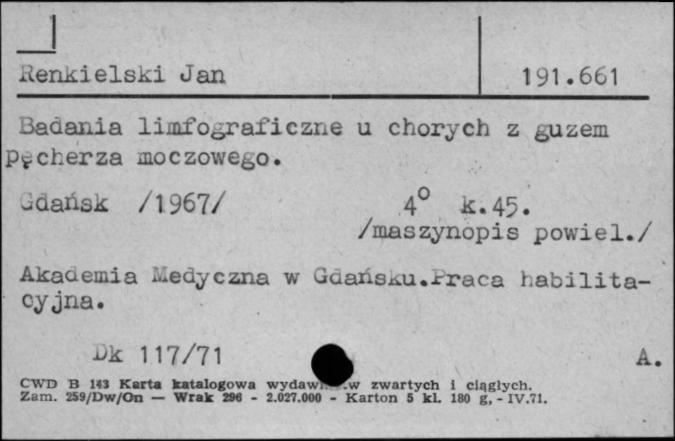 Renkielski Jan 191.661
Badania limfograficzne u chorych z guzem
pęcherza moczowego.
Gdańsk /1967/ 4° k.45.
/maszynopis powiel./
Akademia Medyczna w Gdańsku.Praca habilita-
cyjna.
Dk 117/71 A.
CWD B 143 Karta katalogowa zwartych i ciągłych.
Zam. 259/Dw/On — Wrak 296 - 2.027.000 - Karton 5 kl. 180 g, - IV.71.